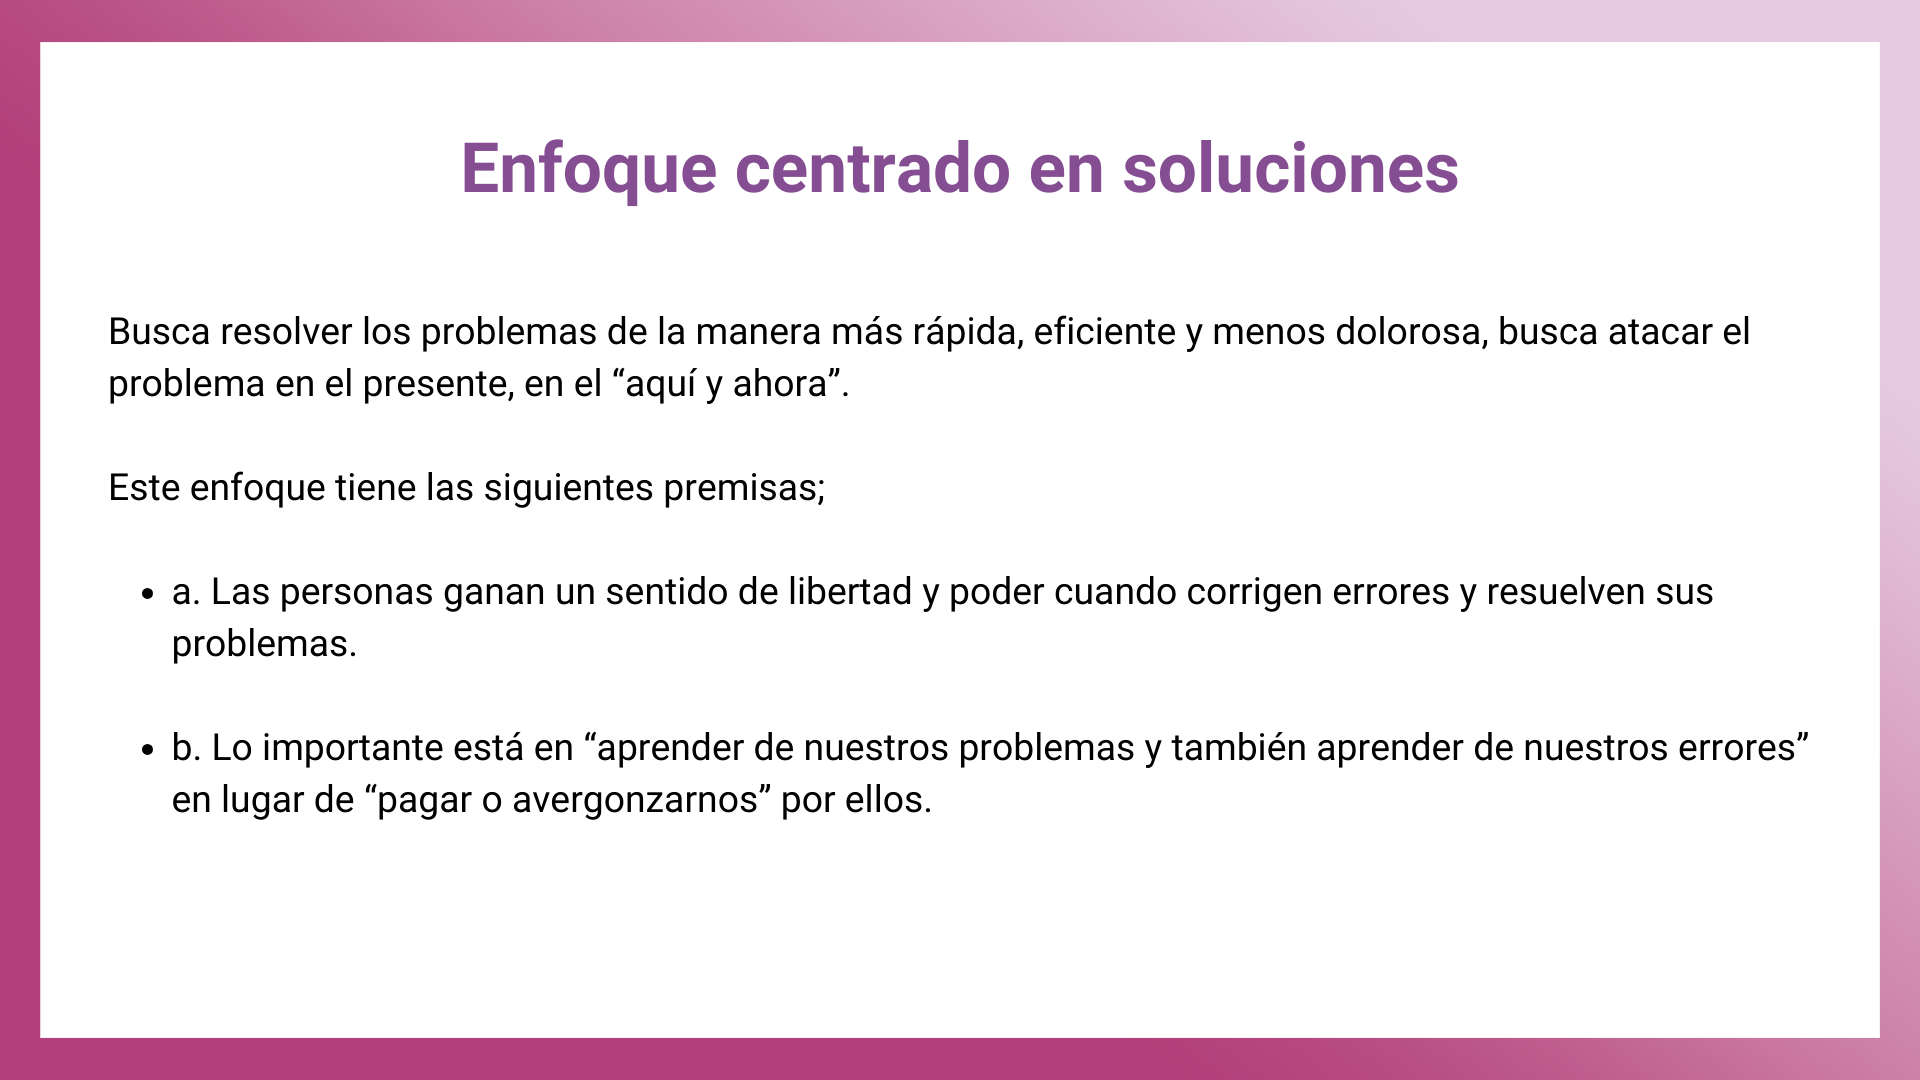 Enfoque centrado en soluciones
Busca resolver los problemas de la manera más rápida, eficiente y menos dolorosa, busca atacar el
problema en el presente, en el “aquí y ahora”.
Este enfoque tiene las siguientes premisas;
• a. Las personas ganan un sentido de libertad y poder cuando corrigen errores y resuelven sus
problemas.
• b. Lo importante está en “aprender de nuestros problemas y también aprender de nuestros errores”
en lugar de “pagar o avergonzarnos” por ellos.